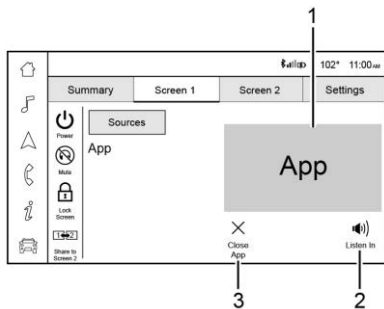 1
102° 11:00 AM
Summary Screen 1 Screen 2 Settings
Power
Sources
App
Mute
App
Lock
Screen
1 2
Share to
Screen 2
Close
App
Listen In
3 2